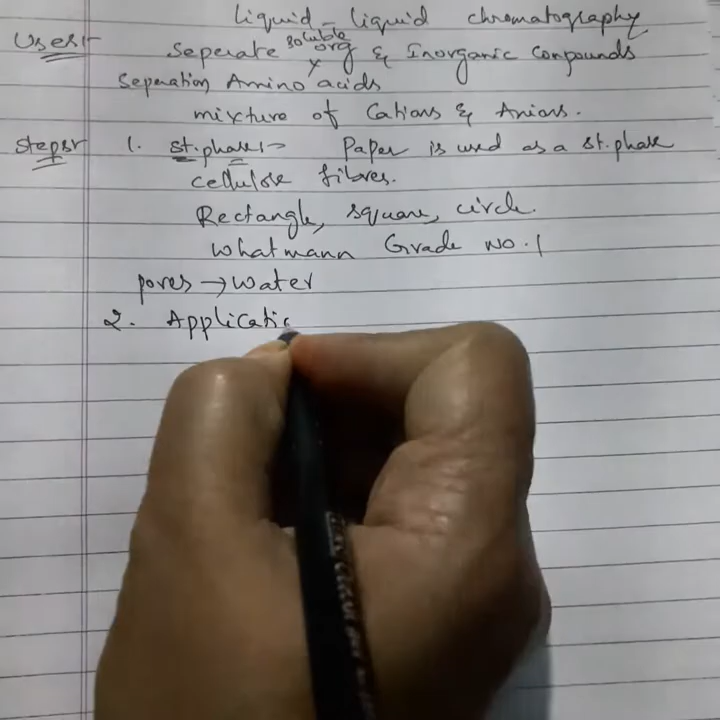 Liquid - liquid chromatography
Uses:- Seperate soluble org & Inorganic Compounds
Seperation Amino acids
mixture of Cations & Anions.
Steps:- 1. st. phase:- Paper is used as a st. phase
cellulose fibres.
Rectangle, square, circle.
Whatmann Grade No. 1
pores → water
2. Applicatio